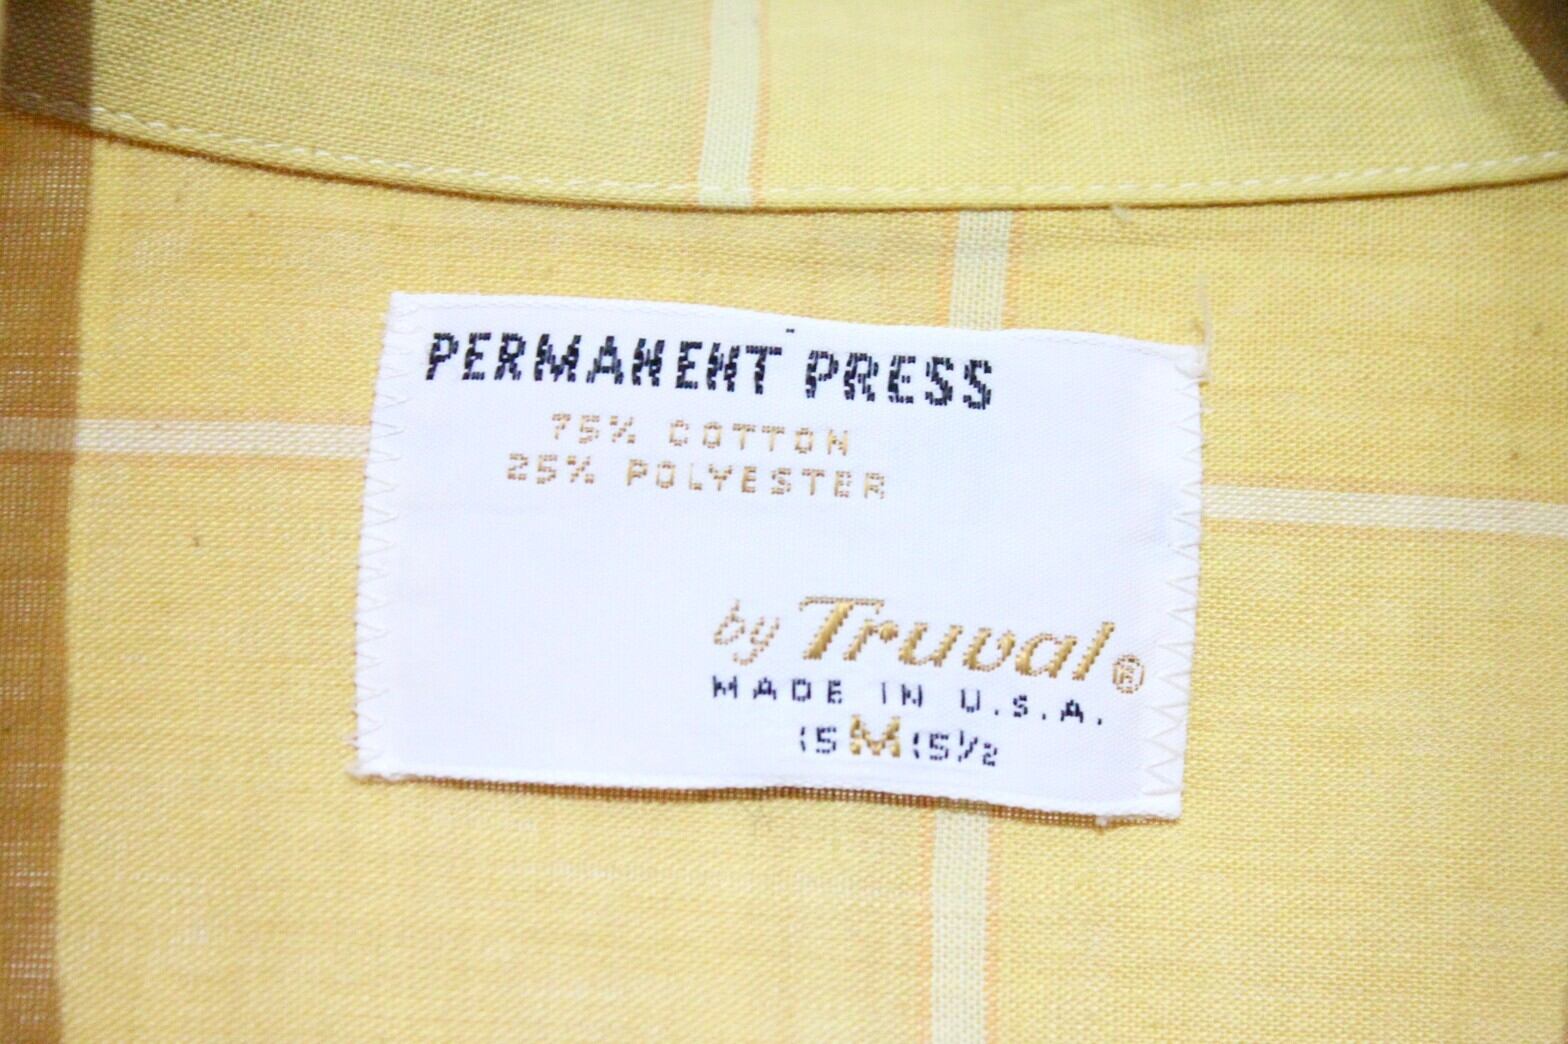 PERMANENT PRESS
75% COTTON
25% POLYESTER
by Truval®
MADE IN U.S.A.
15 M 15½